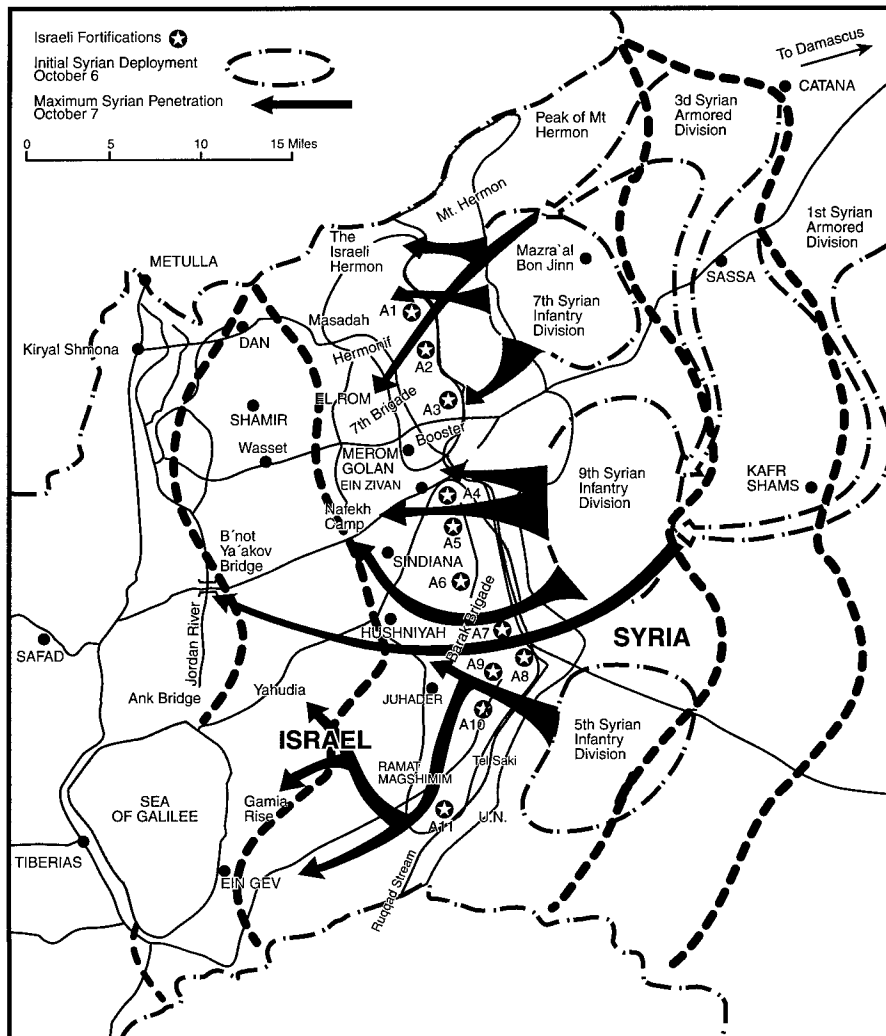 Israeli Fortifications
Initial Syrian Deployment
October 6
Maximum Syrian Penetration
October 7
0 5 10 15 Miles
To Damascus
CATANA
3d Syrian
Armored
Division
Peak of Mt
Hermon
1st Syrian
Armored
Division
Mt. Hermon
The
Israeli
Hermon
Mazra`al
Bon Jinn
SASSA
METULLA
7th Syrian
Infantry
Division
A1
Masadah
DAN
Kiryal Shmona
Hermonif
A2
EL ROM
7th Brigade
A3
SHAMIR
Booster
Wasset
MEROM
GOLAN
EIN ZIVAN
A4
9th Syrian
Infantry
Division
KAFR
SHAMS
Nafekh
Camp
A5
B´not
Ya´akov
Bridge
SINDIANA
A6
Barak Brigade
HUSHNIYAH
A7
SYRIA
SAFAD
Jordan River
A9
A8
Ank Bridge
Yahudia
JUHADER
A10
5th Syrian
Infantry
Division
ISRAEL
Tel Saki
RAMAT
MAGSHIMIM
SEA
OF GALILEE
Gamia
Rise
A11
U.N.
TIBERIAS
EIN GEV
Ruqqad Stream